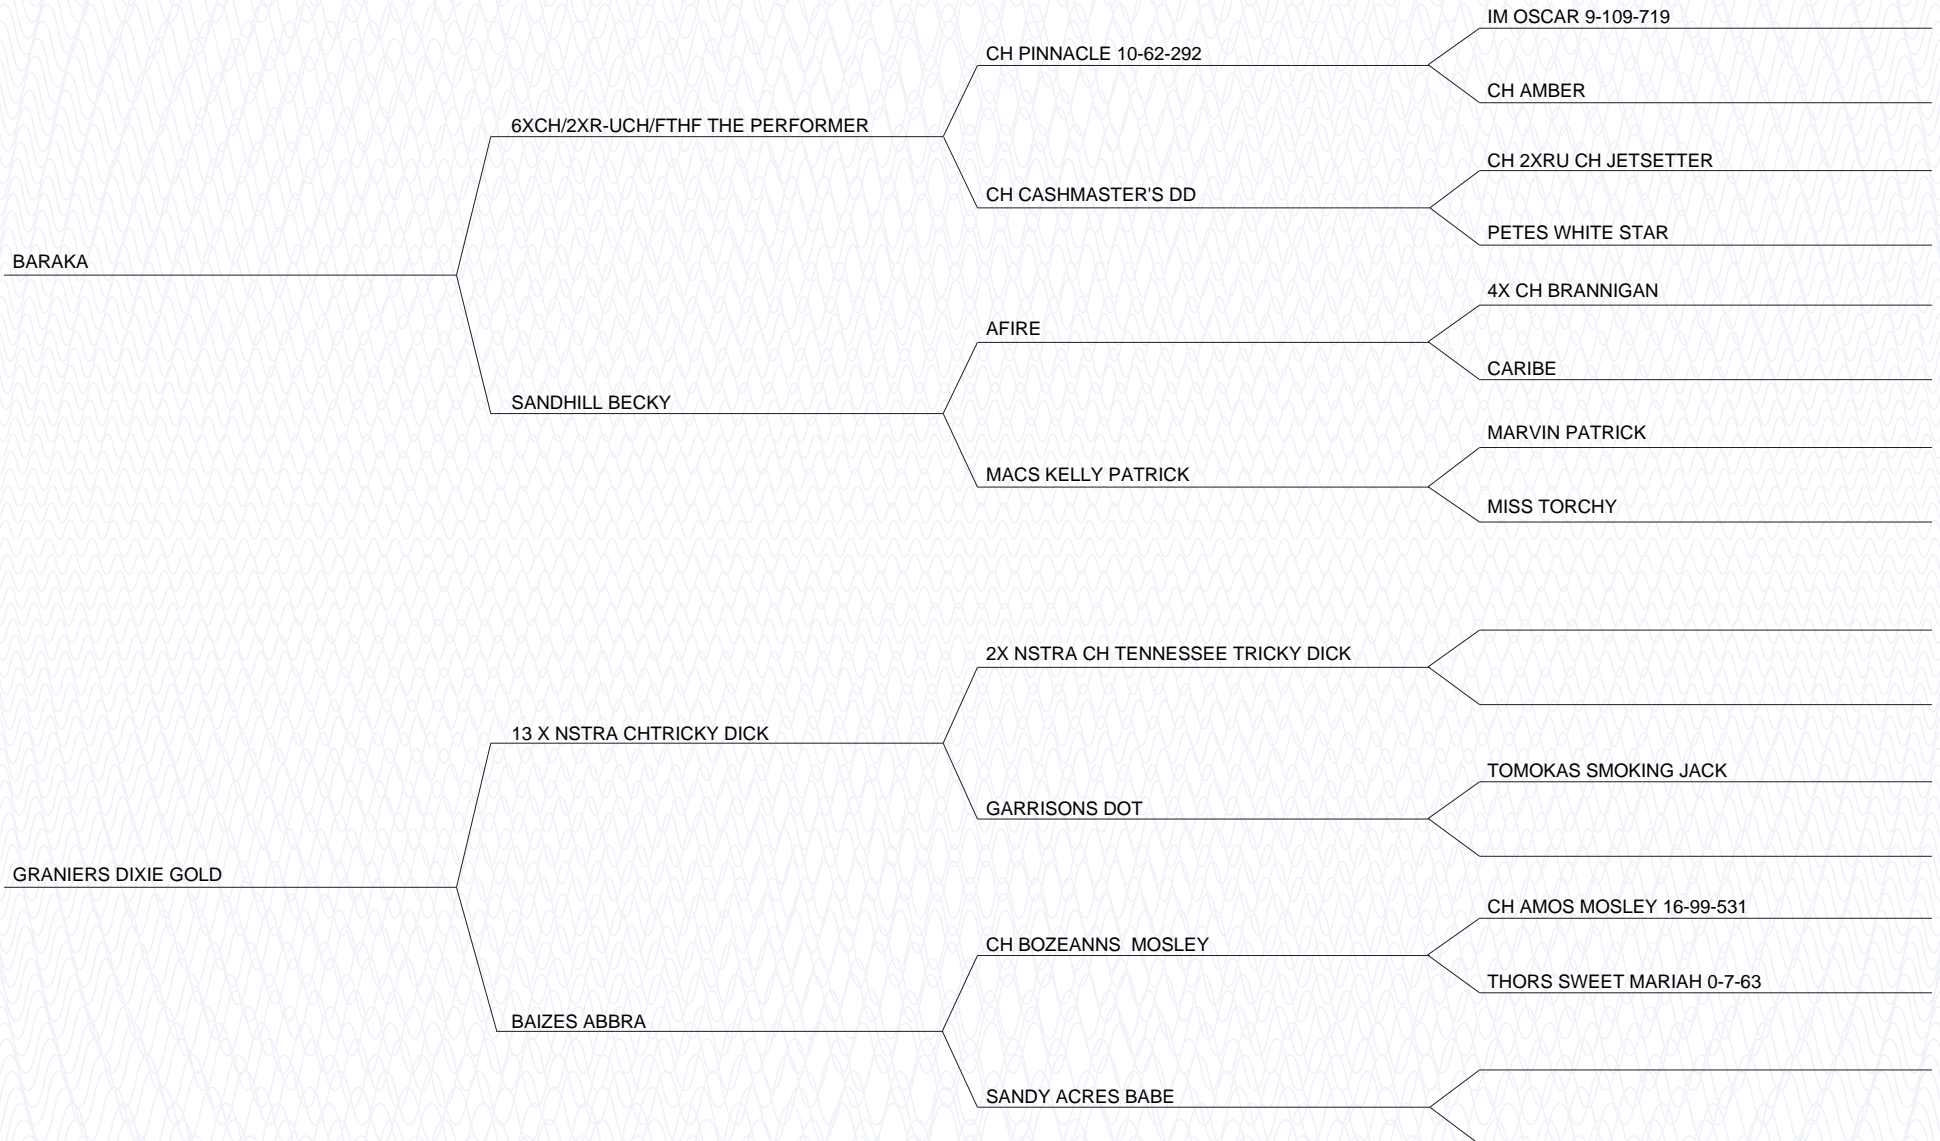 IM OSCAR 9-109-719
CH PINNACLE 10-62-292
CH AMBER
6XCH/2XR-UCH/FTHF THE PERFORMER
CH 2XRU CH JETSETTER
CH CASHMASTER'S DD
PETES WHITE STAR
BARAKA
4X CH BRANNIGAN
AFIRE
CARIBE
SANDHILL BECKY
MARVIN PATRICK
MACS KELLY PATRICK
MISS TORCHY
2X NSTRA CH TENNESSEE TRICKY DICK
13 X NSTRA CHTRICKY DICK
TOMOKAS SMOKING JACK
GARRISONS DOT
GRANIERS DIXIE GOLD
CH AMOS MOSLEY 16-99-531
CH BOZEANNS  MOSLEY
THORS SWEET MARIAH 0-7-63
BAIZES ABBRA
SANDY ACRES BABE